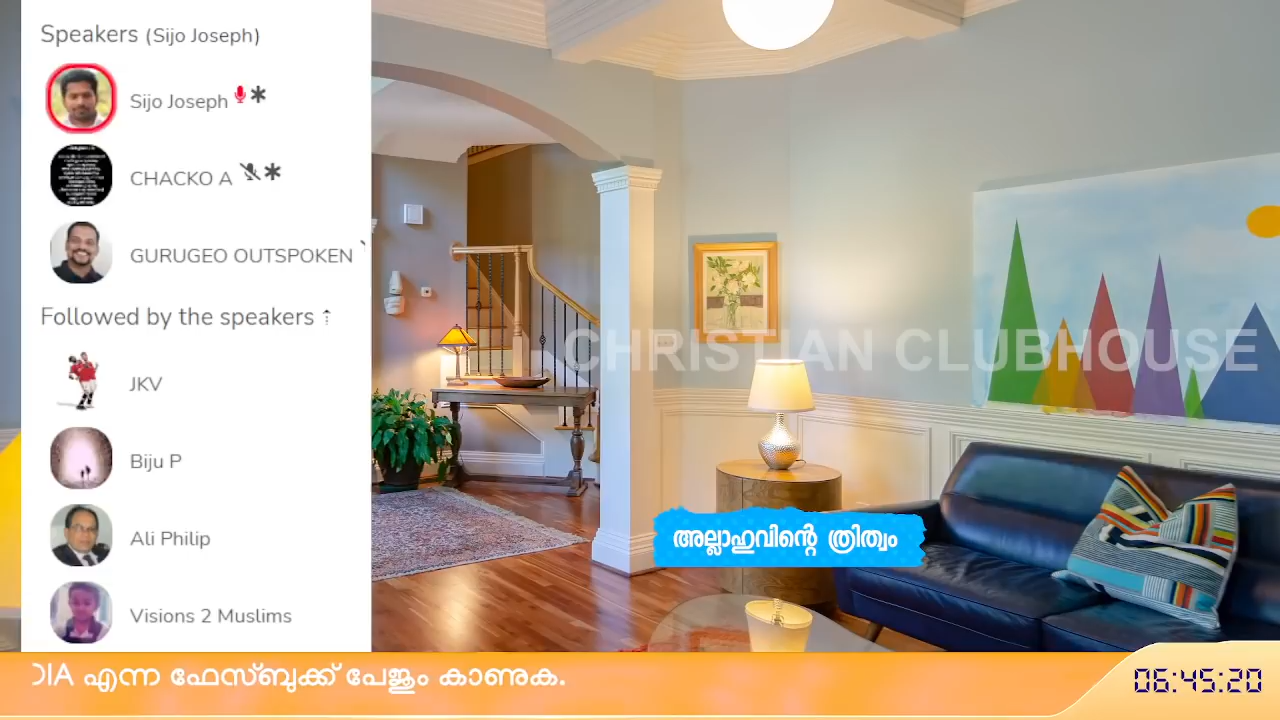 Speakers (Sijo Joseph)
Sijo Joseph
CHACKO A
GURUGEO OUTSPOKEN
Followed by the speakers ⇡
JKV
Biju P
Ali Philip
Visions 2 Muslims
CHRISTIAN CLUBHOUSE
അല്ലാഹുവിന്റെ ത്രിത്വം
DIA എന്ന ഫേസ്ബുക്ക് പേജും കാണുക.
06:45:20